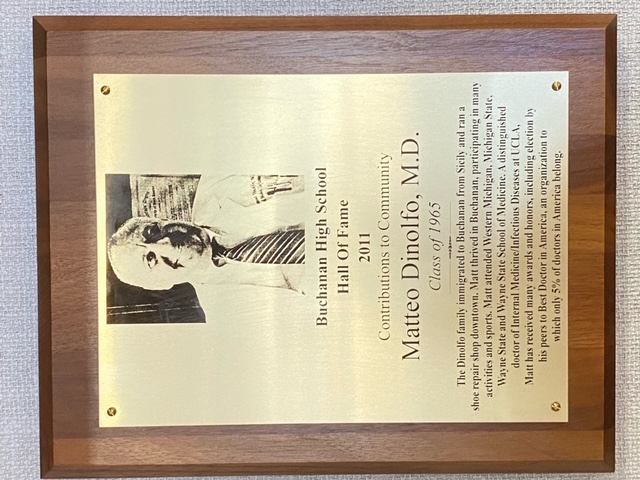 Buchanan High School
Hall Of Fame
2011
Contributions to Community
Matteo Dinolfo, M.D.
Class of 1965
The Dinolfo family immigrated to Buchanan from Sicily and ran a
shoe repair shop downtown. Matt thrived in Buchanan, participating in many
activities and sports. Matt attended Western Michigan, Michigan State,
Wayne State and Wayne State School of Medicine. A distinguished
doctor of Internal Medicine/Infectious Diseases at UCLA,
Matt has received many awards and honors, including election by
his peers to Best Doctor in America, an organization to
which only 5% of doctors in America belong.